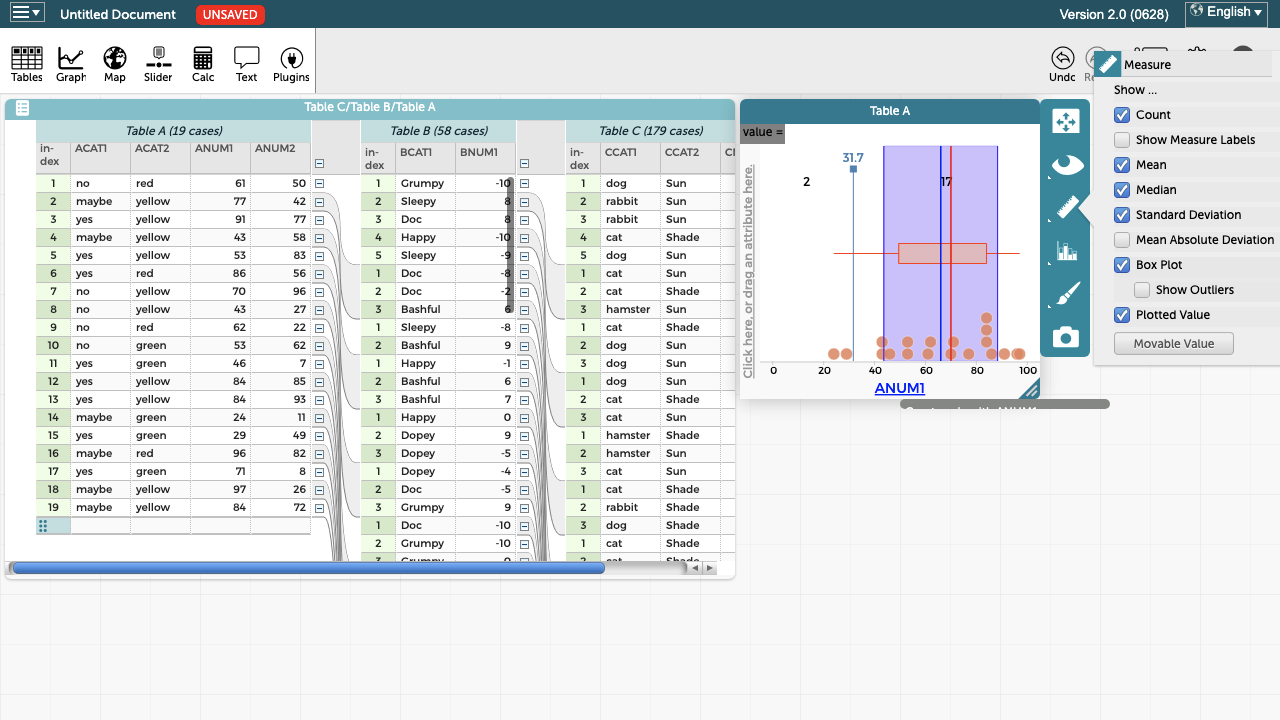 Untitled Document UNSAVED Version 2.0 (0628) English
Tables Graph Map Slider Calc Text Plugins Undo
Measure
Show ...
Count
Show Measure Labels
Mean
Median
Standard Deviation
Mean Absolute Deviation
Box Plot
Show Outliers
Plotted Value
Movable Value
Table C/Table B/Table A
Table A (19 cases) Table B (58 cases) Table C (179 cases)
in-dex ACAT1 ACAT2 ANUM1 ANUM2 in-dex BCAT1 BNUM1 in-dex CCAT1 CCAT2
1 no red 61 50 1 Grumpy -10 1 dog Sun
2 maybe yellow 77 42 2 Sleepy 8 2 rabbit Sun
3 yes yellow 91 77 3 Doc 8 3 rabbit Sun
4 maybe yellow 43 58 4 Happy -10 4 cat Shade
5 yes yellow 53 83 5 Sleepy -9 5 dog Sun
6 yes red 86 56 1 Doc -8 1 cat Sun
7 no yellow 70 96 2 Doc -2 2 cat Shade
8 no yellow 43 27 3 Bashful 6 3 hamster Sun
9 no red 62 22 1 Sleepy -8 1 cat Shade
10 no green 53 62 2 Bashful 9 2 cat Shade
11 yes green 46 7 1 Happy -1 1 dog Sun
12 yes yellow 84 85 2 Bashful 6 1 dog Sun
13 yes yellow 84 93 3 Bashful 7 2 cat Shade
14 maybe green 24 11 1 Happy 0 3 cat Sun
15 yes green 29 49 2 Dopey 9 1 hamster Shade
16 maybe red 96 82 3 Dopey -5 2 hamster Sun
17 yes green 71 8 1 Dopey -4 3 cat Sun
18 maybe yellow 97 26 2 Doc -5 1 cat Shade
19 maybe yellow 84 72 3 Grumpy 9 2 rabbit Shade
1 Doc -10 3 dog Shade
2 Grumpy -10 1 cat Shade
Table A
value =
31.7
2
17
Click here, or drag an attribute here.
0 20 40 60 80 100
ANUM1